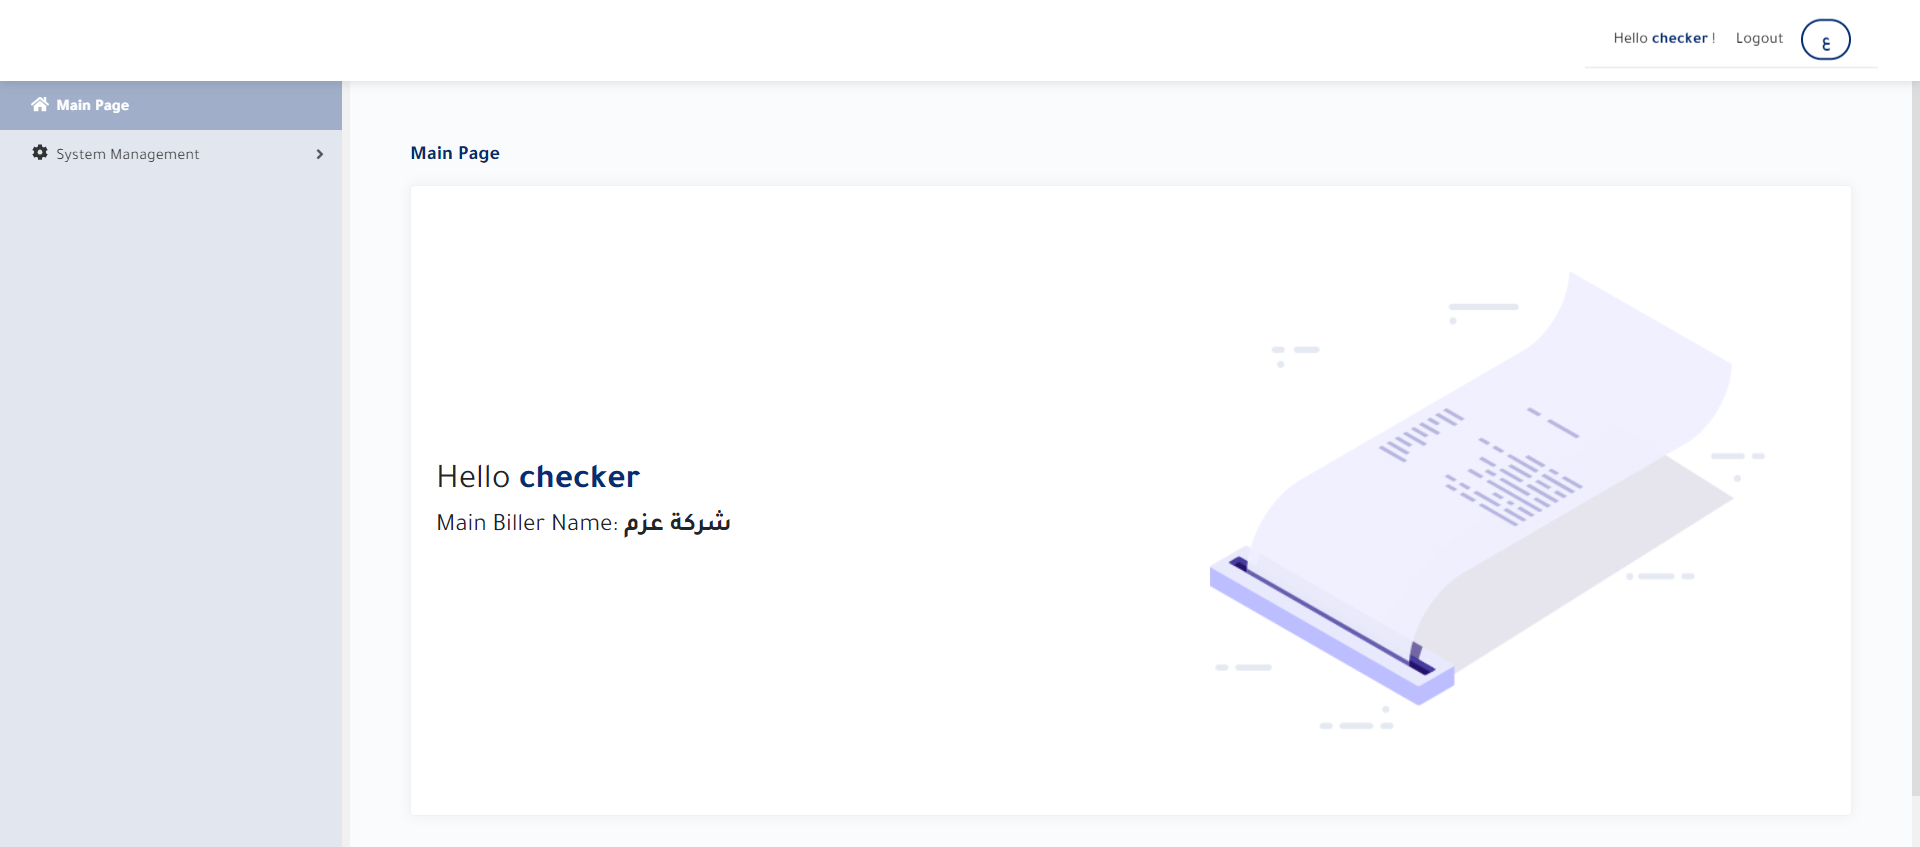 Hello checker ! Logout ع
Main Page
System Management
Main Page
Hello checker
Main Biller Name: شركة عزم